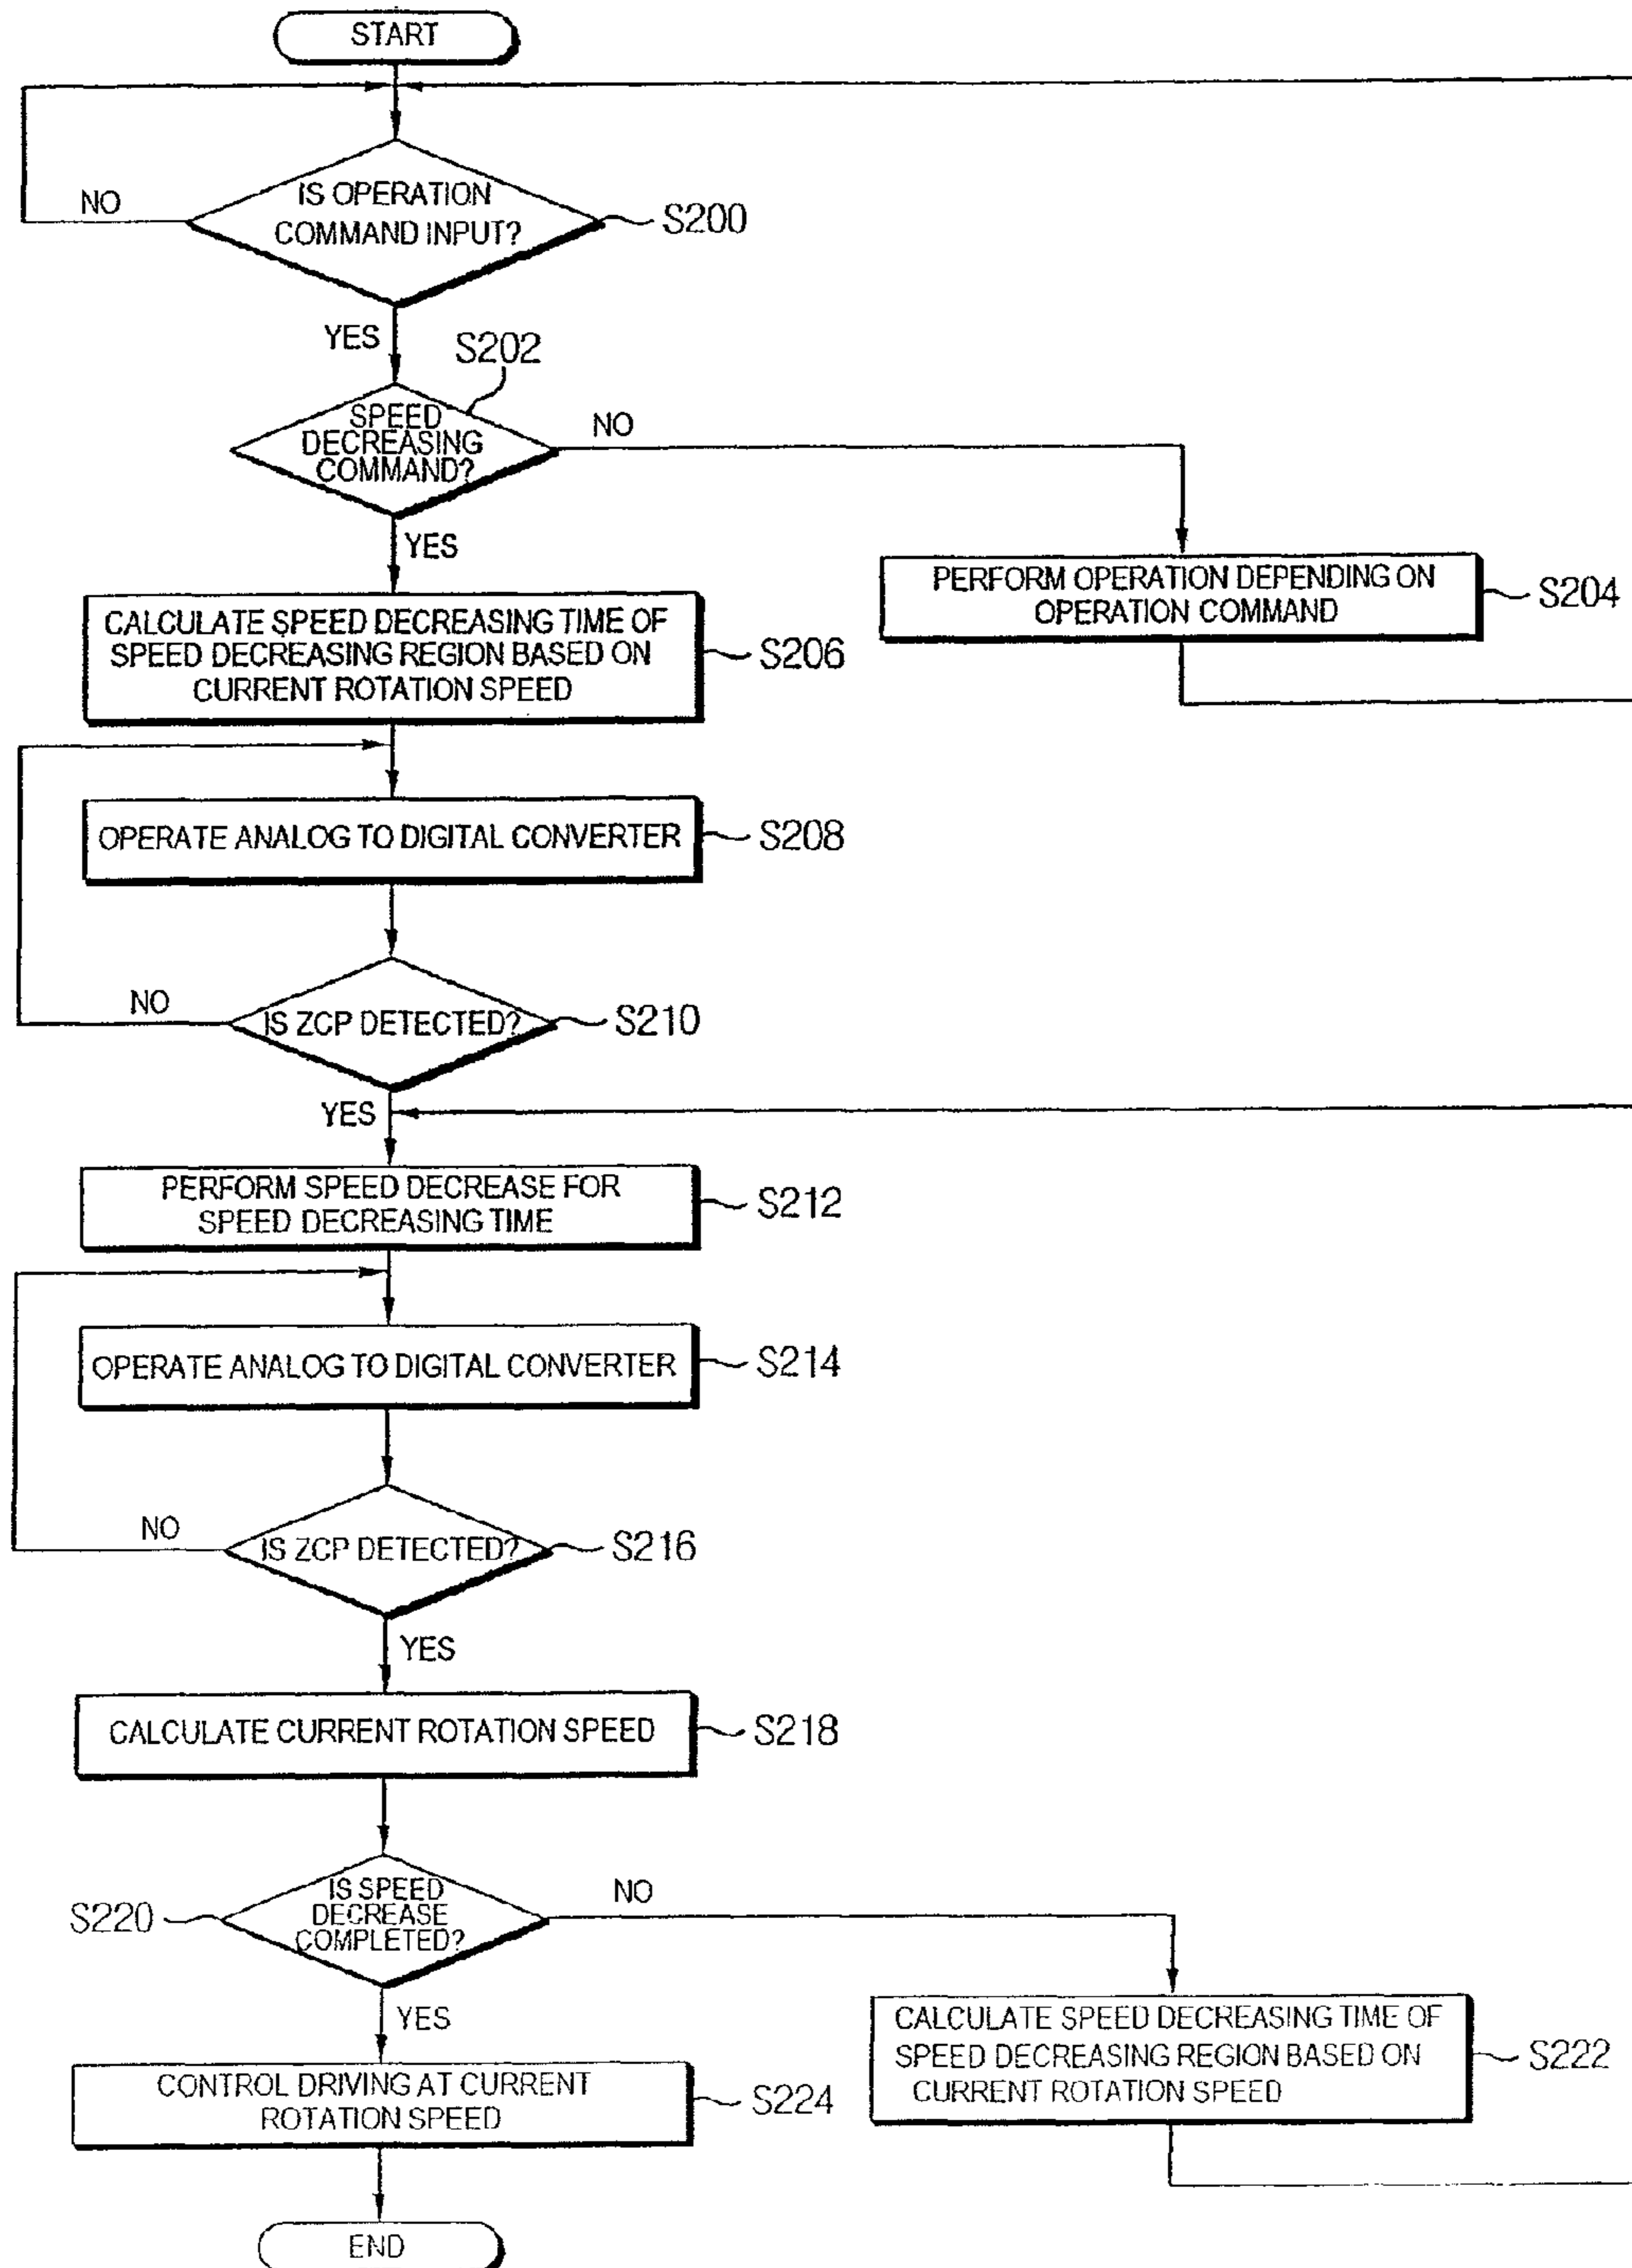 START
IS OPERATION
COMMAND INPUT?
NO
S200
YES
S202
SPEED
DECREASING
COMMAND?
NO
YES
PERFORM OPERATION DEPENDING ON
OPERATION COMMAND
S204
CALCULATE SPEED DECREASING TIME OF
SPEED DECREASING REGION BASED ON
CURRENT ROTATION SPEED
S206
OPERATE ANALOG TO DIGITAL CONVERTER
S208
NO
IS ZCP DETECTED?
S210
YES
PERFORM SPEED DECREASE FOR
SPEED DECREASING TIME
S212
OPERATE ANALOG TO DIGITAL CONVERTER
S214
NO
IS ZCP DETECTED?
S216
YES
CALCULATE CURRENT ROTATION SPEED
S218
S220
IS SPEED
DECREASE
COMPLETED?
NO
YES
CALCULATE SPEED DECREASING TIME OF
SPEED DECREASING REGION BASED ON
CURRENT ROTATION SPEED
S222
CONTROL DRIVING AT CURRENT
ROTATION SPEED
S224
END